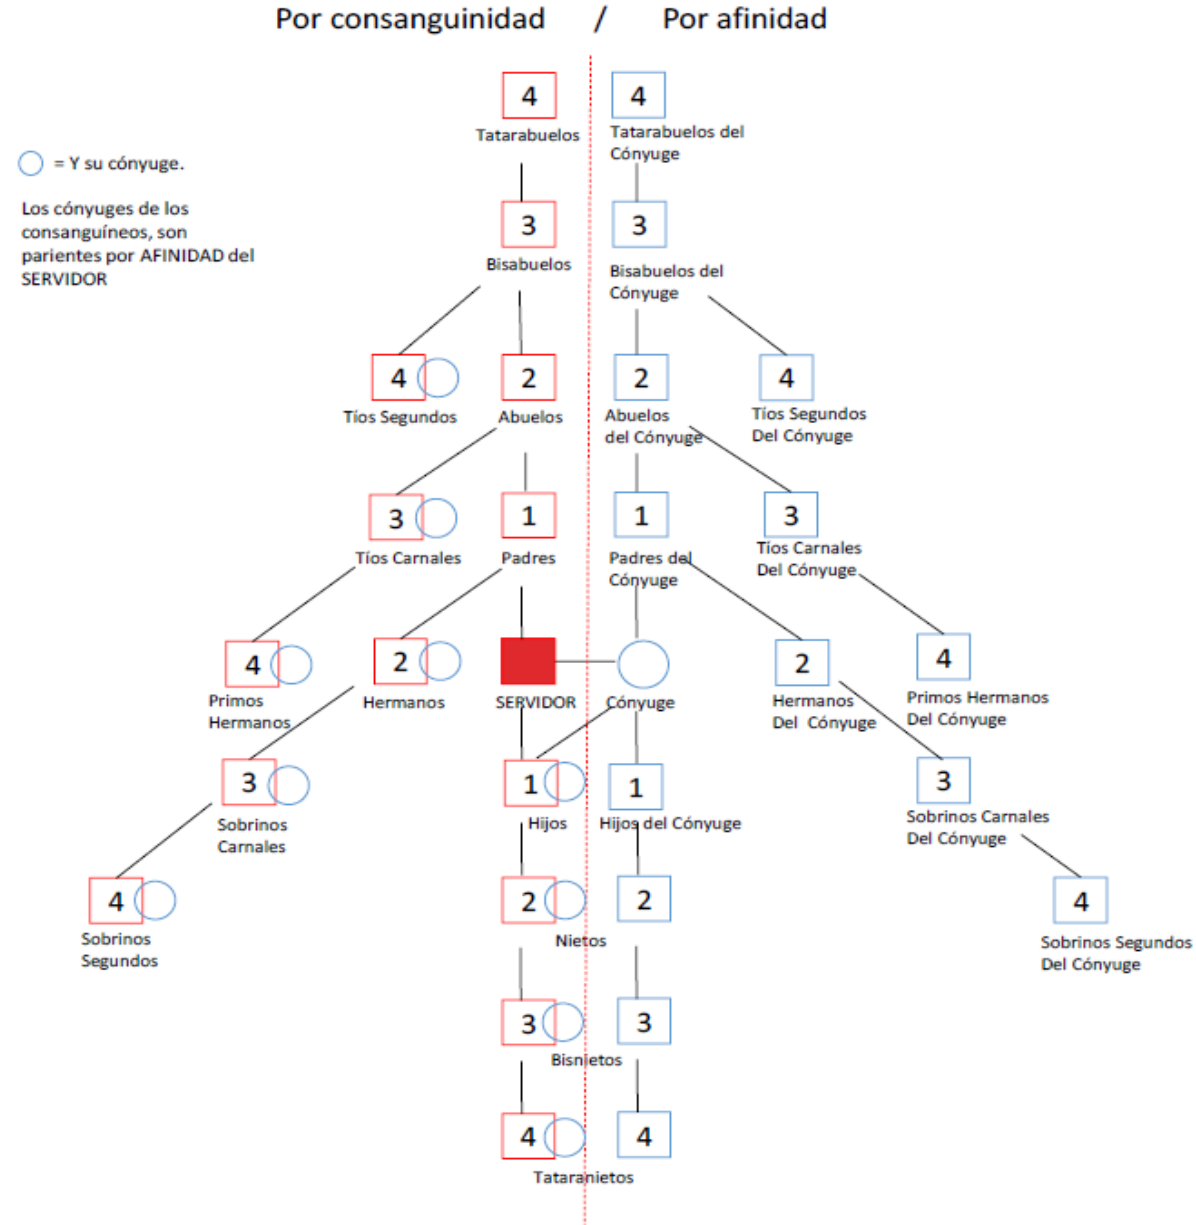 Por consanguinidad / Por afinidad
4
Tatarabuelos
4
Tatarabuelos del
Cónyuge
= Y su cónyuge.
Los cónyuges de los
consanguíneos, son
parientes por AFINIDAD del
SERVIDOR
3
Bisabuelos
3
Bisabuelos del
Cónyuge
4
Tíos Segundos
2
Abuelos
2
Abuelos
del Cónyuge
4
Tíos Segundos
Del Cónyuge
3
Tíos Carnales
1
Padres
1
Padres del
Cónyuge
3
Tíos Carnales
Del Cónyuge
4
Primos
Hermanos
2
Hermanos
SERVIDOR
Cónyuge
2
Hermanos
Del Cónyuge
4
Primos Hermanos
Del Cónyuge
3
Sobrinos
Carnales
1
Hijos
1
Hijos del Cónyuge
3
Sobrinos Carnales
Del Cónyuge
4
Sobrinos
Segundos
2
Nietos
2
4
Sobrinos Segundos
Del Cónyuge
3
Bisnietos
3
4
Tataranietos
4